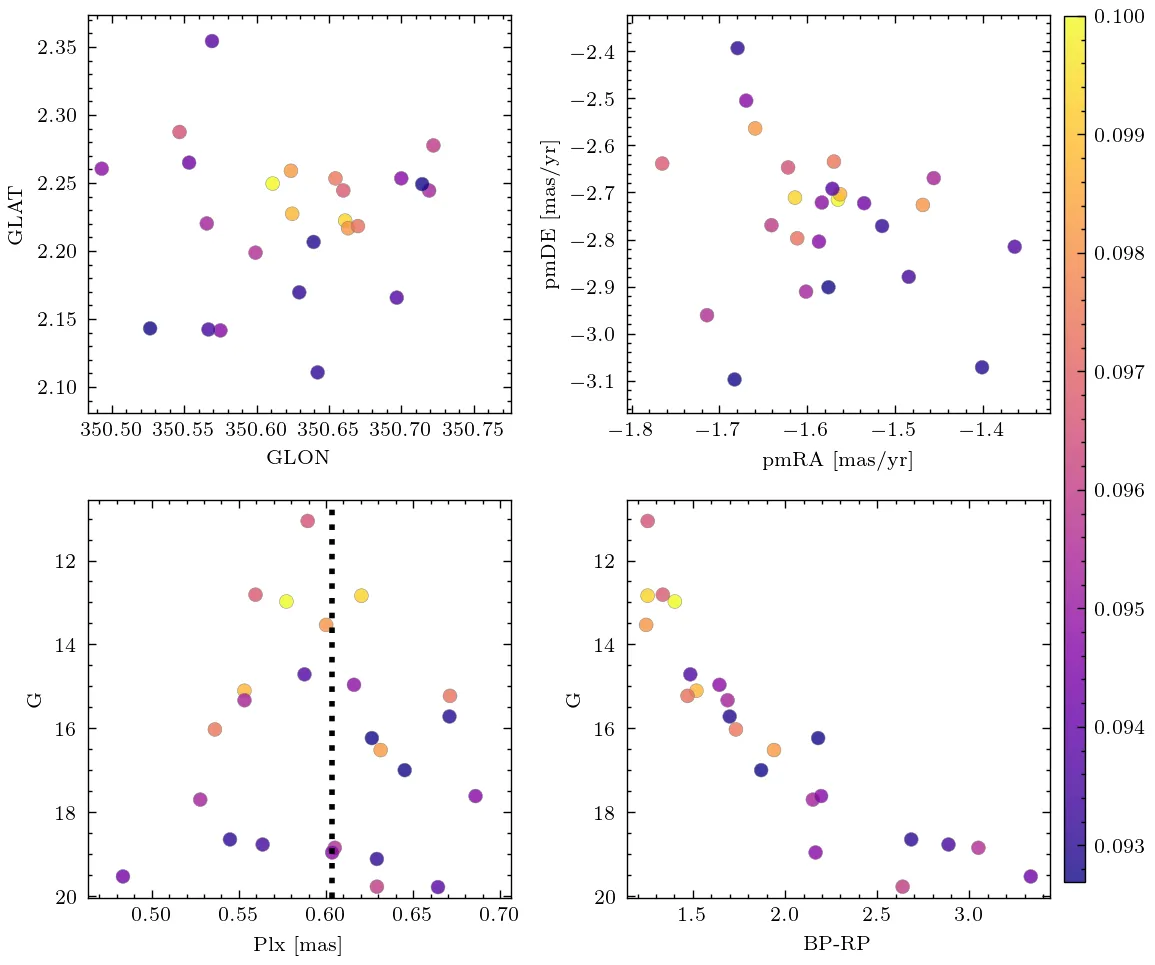 2.35
2.30
2.25
2.20
2.15
2.10
GLAT
350.50 350.55 350.60 350.65 350.70 350.75
GLON
−2.4
−2.5
−2.6
−2.7
−2.8
−2.9
−3.0
−3.1
pmDE [mas/yr]
−1.8 −1.7 −1.6 −1.5 −1.4
pmRA [mas/yr]
0.100
0.099
0.098
0.097
0.096
0.095
0.094
0.093
12
14
16
18
20
G
0.50 0.55 0.60 0.65 0.70
Plx [mas]
12
14
16
18
20
G
1.5 2.0 2.5 3.0
BP-RP